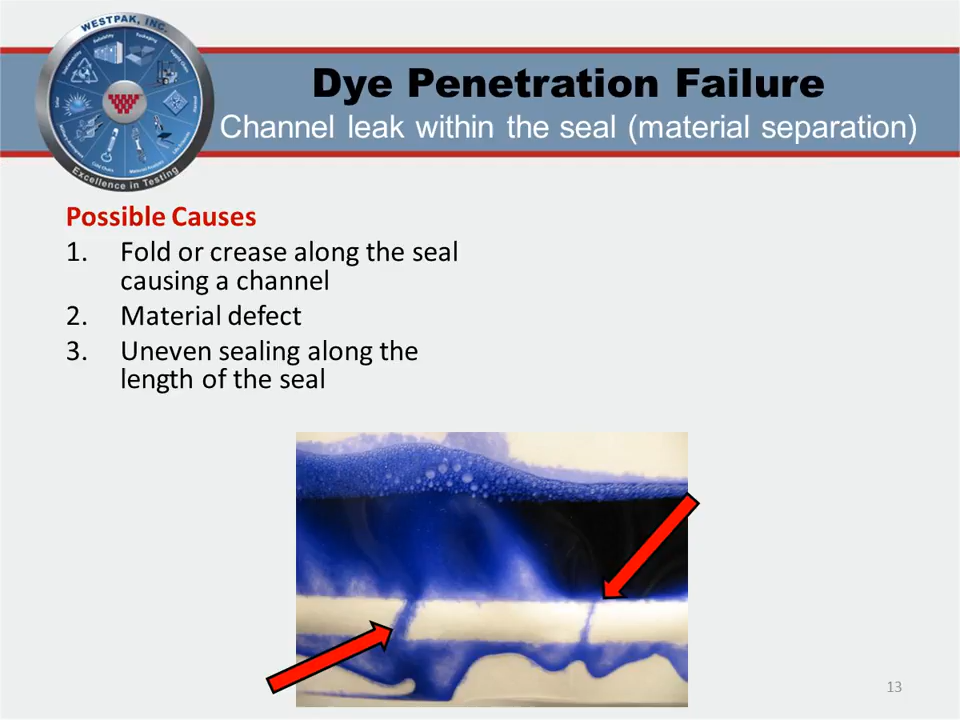 WESTPAK, INC.
Excellence in Testing
Dye Penetration Failure
Channel leak within the seal (material separation)
Possible Causes
1. Fold or crease along the seal
causing a channel
2. Material defect
3. Uneven sealing along the
length of the seal
13